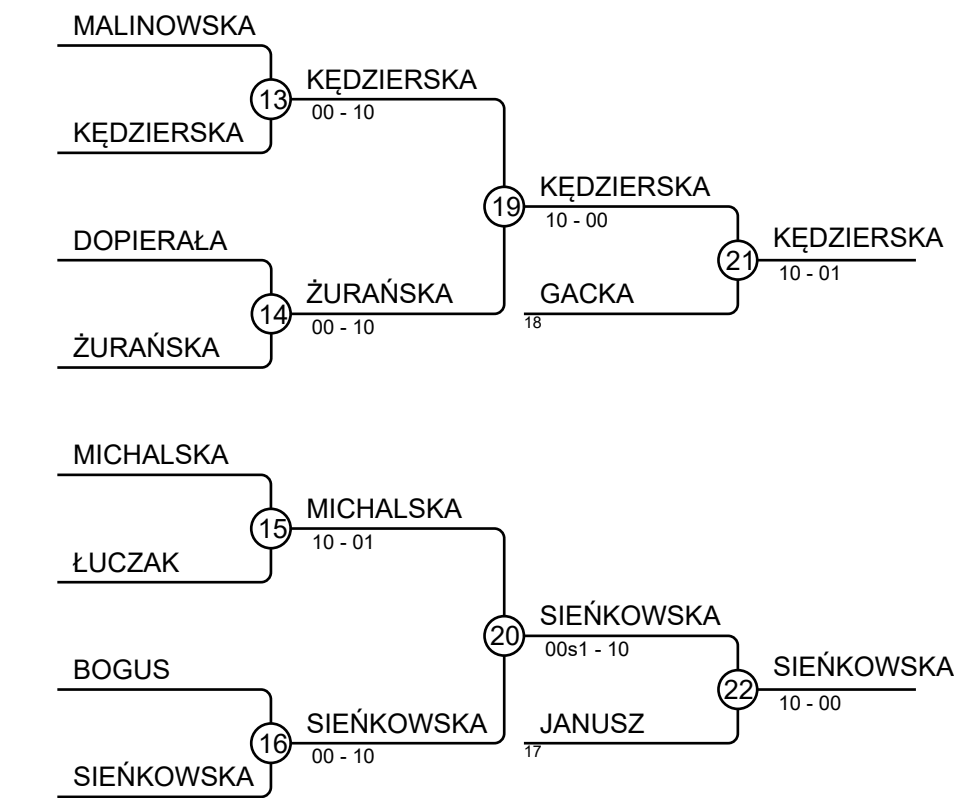 MALINOWSKA
13
KĘDZIERSKA
00 - 10
KĘDZIERSKA
19
KĘDZIERSKA
10 - 00
DOPIERAŁA
21
KĘDZIERSKA
10 - 01
14
ŻURAŃSKA
00 - 10
GACKA
18
ŻURAŃSKA
MICHALSKA
15
MICHALSKA
10 - 01
ŁUCZAK
20
SIEŃKOWSKA
00s1 - 10
BOGUS
22
SIEŃKOWSKA
10 - 00
16
SIEŃKOWSKA
00 - 10
JANUSZ
17
SIEŃKOWSKA